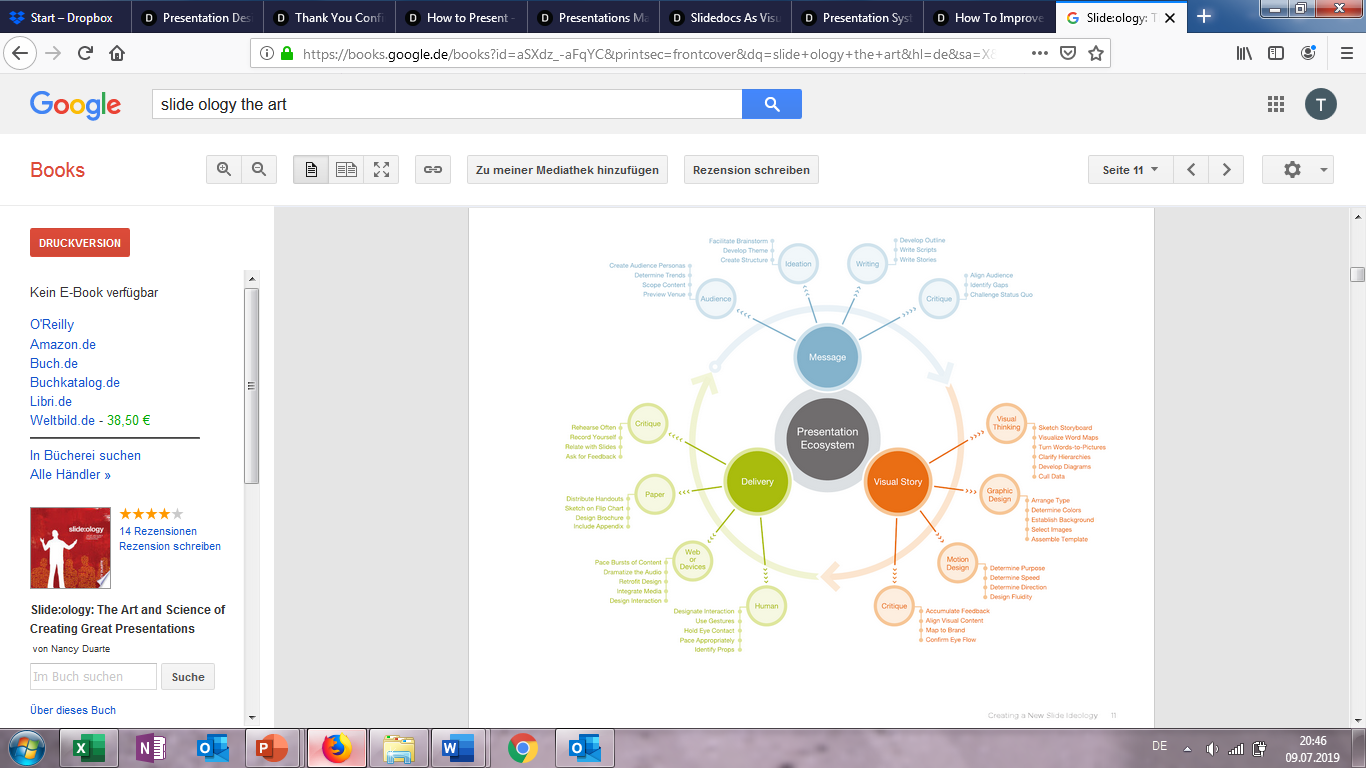 Start – Dropbox
Presentation Des
Thank You Confi
How to Present -
Presentations Ma
Slidedocs As Visu
Presentation Syst
How To Improve
Slide:ology: T
https://books.google.de/books?id=aSXdz_-aFqYC&printsec=frontcover&dq=slide+ology+the+art&hl=de&sa=X&
Google
slide ology the art
T
Books
Zu meiner Mediathek hinzufügen
Rezension schreiben
Seite 11
DRUCKVERSION
Kein E-Book verfügbar
O'Reilly
Amazon.de
Buch.de
Buchkatalog.de
Libri.de
Weltbild.de - 38,50 €
In Bücherei suchen
Alle Händler »
slide:ology
14 Rezensionen
Rezension schreiben
Slide:ology: The Art and Science of
Creating Great Presentations
von Nancy Duarte
Im Buch suchen
Suche
Über dieses Buch
Presentation
Ecosystem
Message
Audience
Create Audience Personas
Determine Trends
Scope Content
Preview Venue
Ideation
Facilitate Brainstorm
Develop Theme
Create Structure
Writing
Develop Outline
Write Scripts
Write Stories
Critique
Align Audience
Identify Gaps
Challenge Status Quo
Visual Story
Visual
Thinking
Sketch Storyboard
Visualize Word Maps
Turn Words-to-Pictures
Clarify Hierarchies
Develop Diagrams
Cull Data
Graphic
Design
Arrange Type
Determine Colors
Establish Background
Select Images
Assemble Template
Motion
Design
Determine Purpose
Determine Speed
Determine Direction
Design Fluidity
Critique
Accumulate Feedback
Align Visual Content
Map to Brand
Confirm Eye Flow
Delivery
Human
Designate Interaction
Use Gestures
Hold Eye Contact
Pace Appropriately
Identify Props
Web
or
Devices
Pace Bursts of Content
Dramatize the Audio
Retrofit Design
Integrate Media
Design Interaction
Paper
Distribute Handouts
Sketch on Flip Chart
Design Brochure
Include Appendix
Critique
Rehearse Often
Record Yourself
Relate with Slides
Ask for Feedback
Creating a New Slide Ideology 11
DE
20:46
09.07.2019